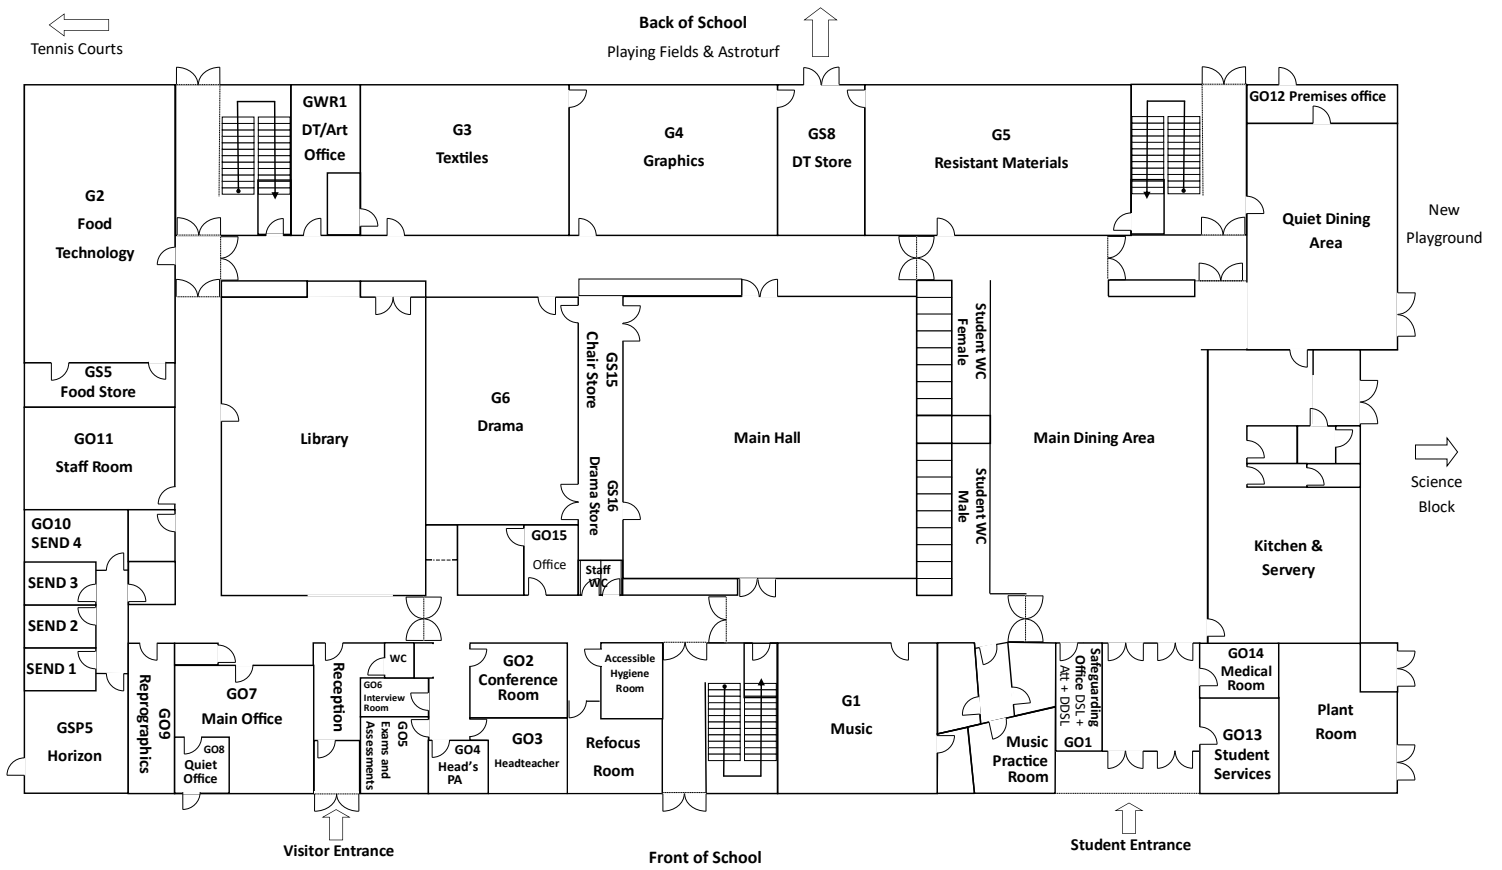 Back of School
Playing Fields & Astroturf
Tennis Courts
GWR1
DT/Art
Office
G3
Textiles
G4
Graphics
GS8
DT Store
G5
Resistant Materials
GO12 Premises office
G2
Food
Technology
Quiet Dining
Area
New
Playground
GS5
Food Store
GO11
Staff Room
GO10
SEND 4
SEND 3
SEND 2
SEND 1
GSP5
Horizon
Library
G6
Drama
GS15
Chair Store
GS16
Drama Store
GO15
Office
Staff
WC
Main Hall
Student WC
Female
Student WC
Male
Main Dining Area
Kitchen &
Servery
Science
Block
GO9
Reprographics
GO7
Main Office
GO8
Quiet
Office
Reception
WC
GO6
Interview
Room
GO5
Exams and
Assessments
GO4
Head's
PA
GO2
Conference
Room
GO3
Headteacher
Accessible
Hygiene
Room
Refocus
Room
G1
Music
Music
Practice
Room
Safeguarding
Office DSL +
Att + DDSL
GO1
GO14
Medical
Room
GO13
Student
Services
Plant
Room
Visitor Entrance
Front of School
Student Entrance